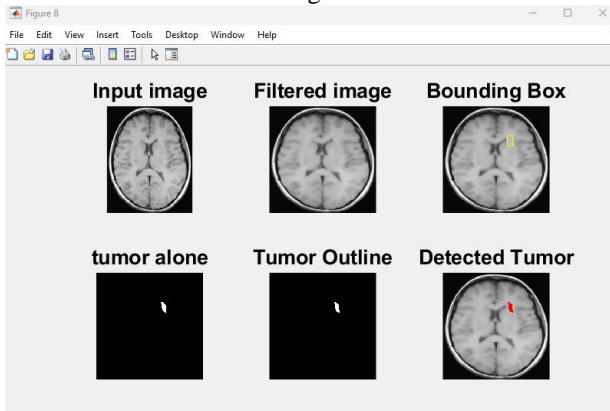 Figure 8
File Edit View Insert Tools Desktop Window Help
Input image Filtered image Bounding Box
tumor alone Tumor Outline Detected Tumor